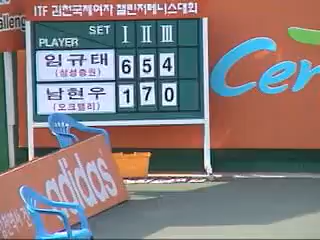 ITF 김천국제여자 챌린저테니스대회
SET I II III
PLAYER
임규태 6 5 4
(삼성증권)
남현우 1 7 0
(오크밸리)
Cer
adidas